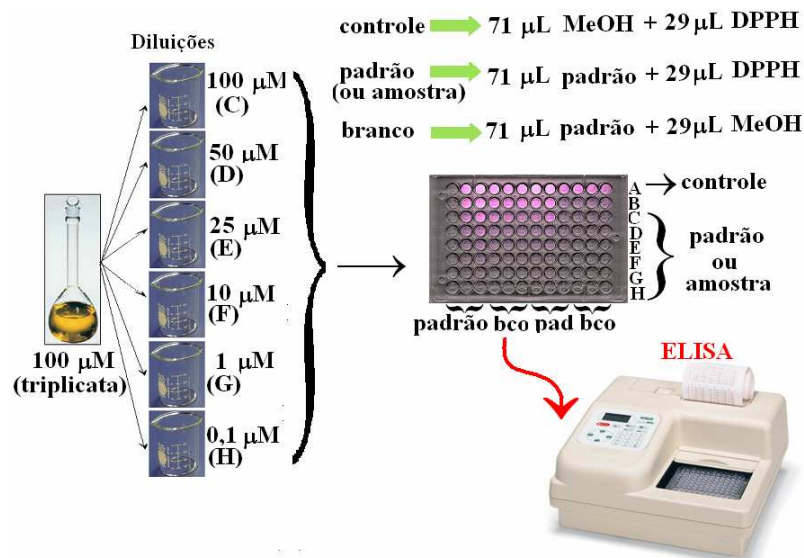 Diluições
100 μM
(C)
50 μM
(D)
25 μM
(E)
10 μM
(F)
1 μM
(G)
0,1 μM
(H)
100 μM
(triplicata)
controle 71 μL MeOH + 29 μL DPPH
padrão 71 μL padrão + 29 μL DPPH
(ou amostra)
branco 71 μL padrão + 29μL MeOH
A
B
C
D
E
F
G
H
controle
padrão
ou
amostra
padrão bco pad bco
ELISA